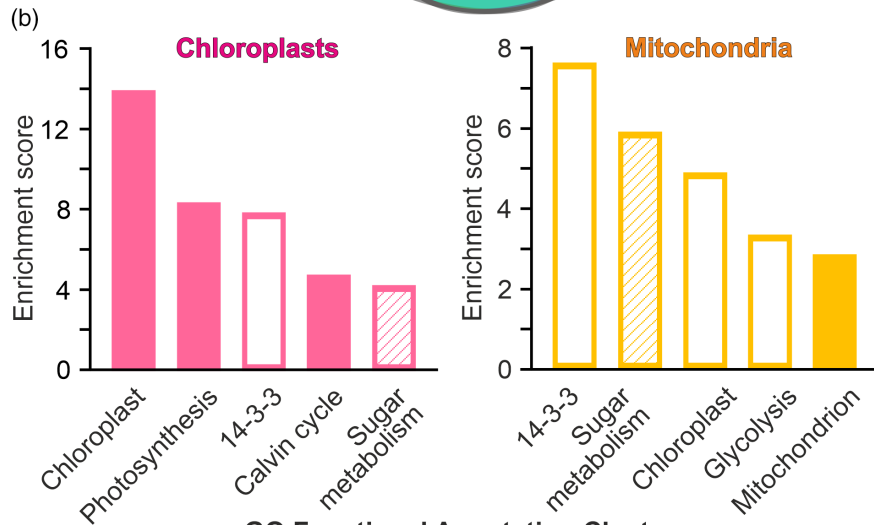 (b)
Chloroplasts
Enrichment score
16
12
8
4
0
Chloroplast
Photosynthesis
14-3-3
Calvin cycle
Sugar
metabolism
Mitochondria
Enrichment score
8
6
4
2
0
14-3-3
Sugar
metabolism
Chloroplast
Glycolysis
Mitochondrion